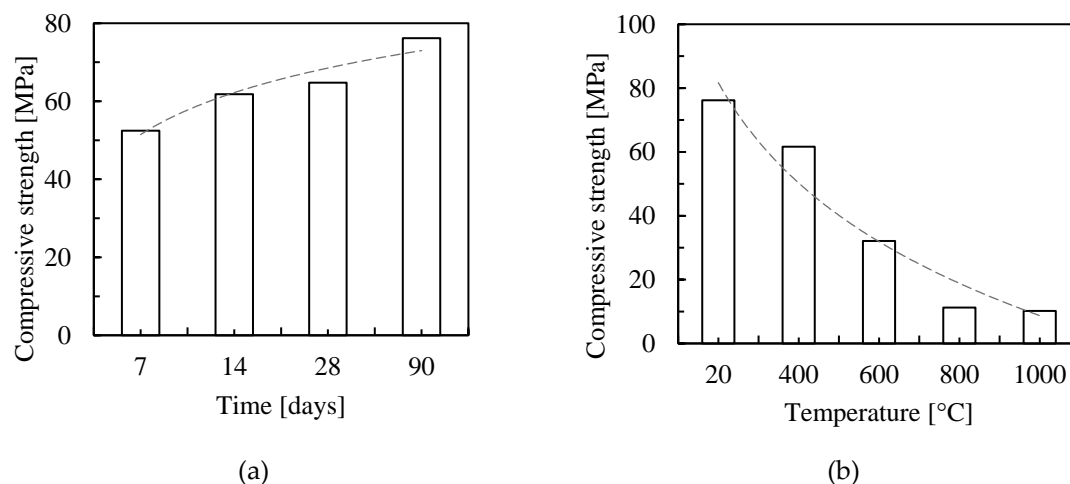 Compressive strength [MPa]
80
60
40
20
0
7 14 28 90
Time [days]
(a)
Compressive strength [MPa]
100
80
60
40
20
0
20 400 600 800 1000
Temperature [°C]
(b)